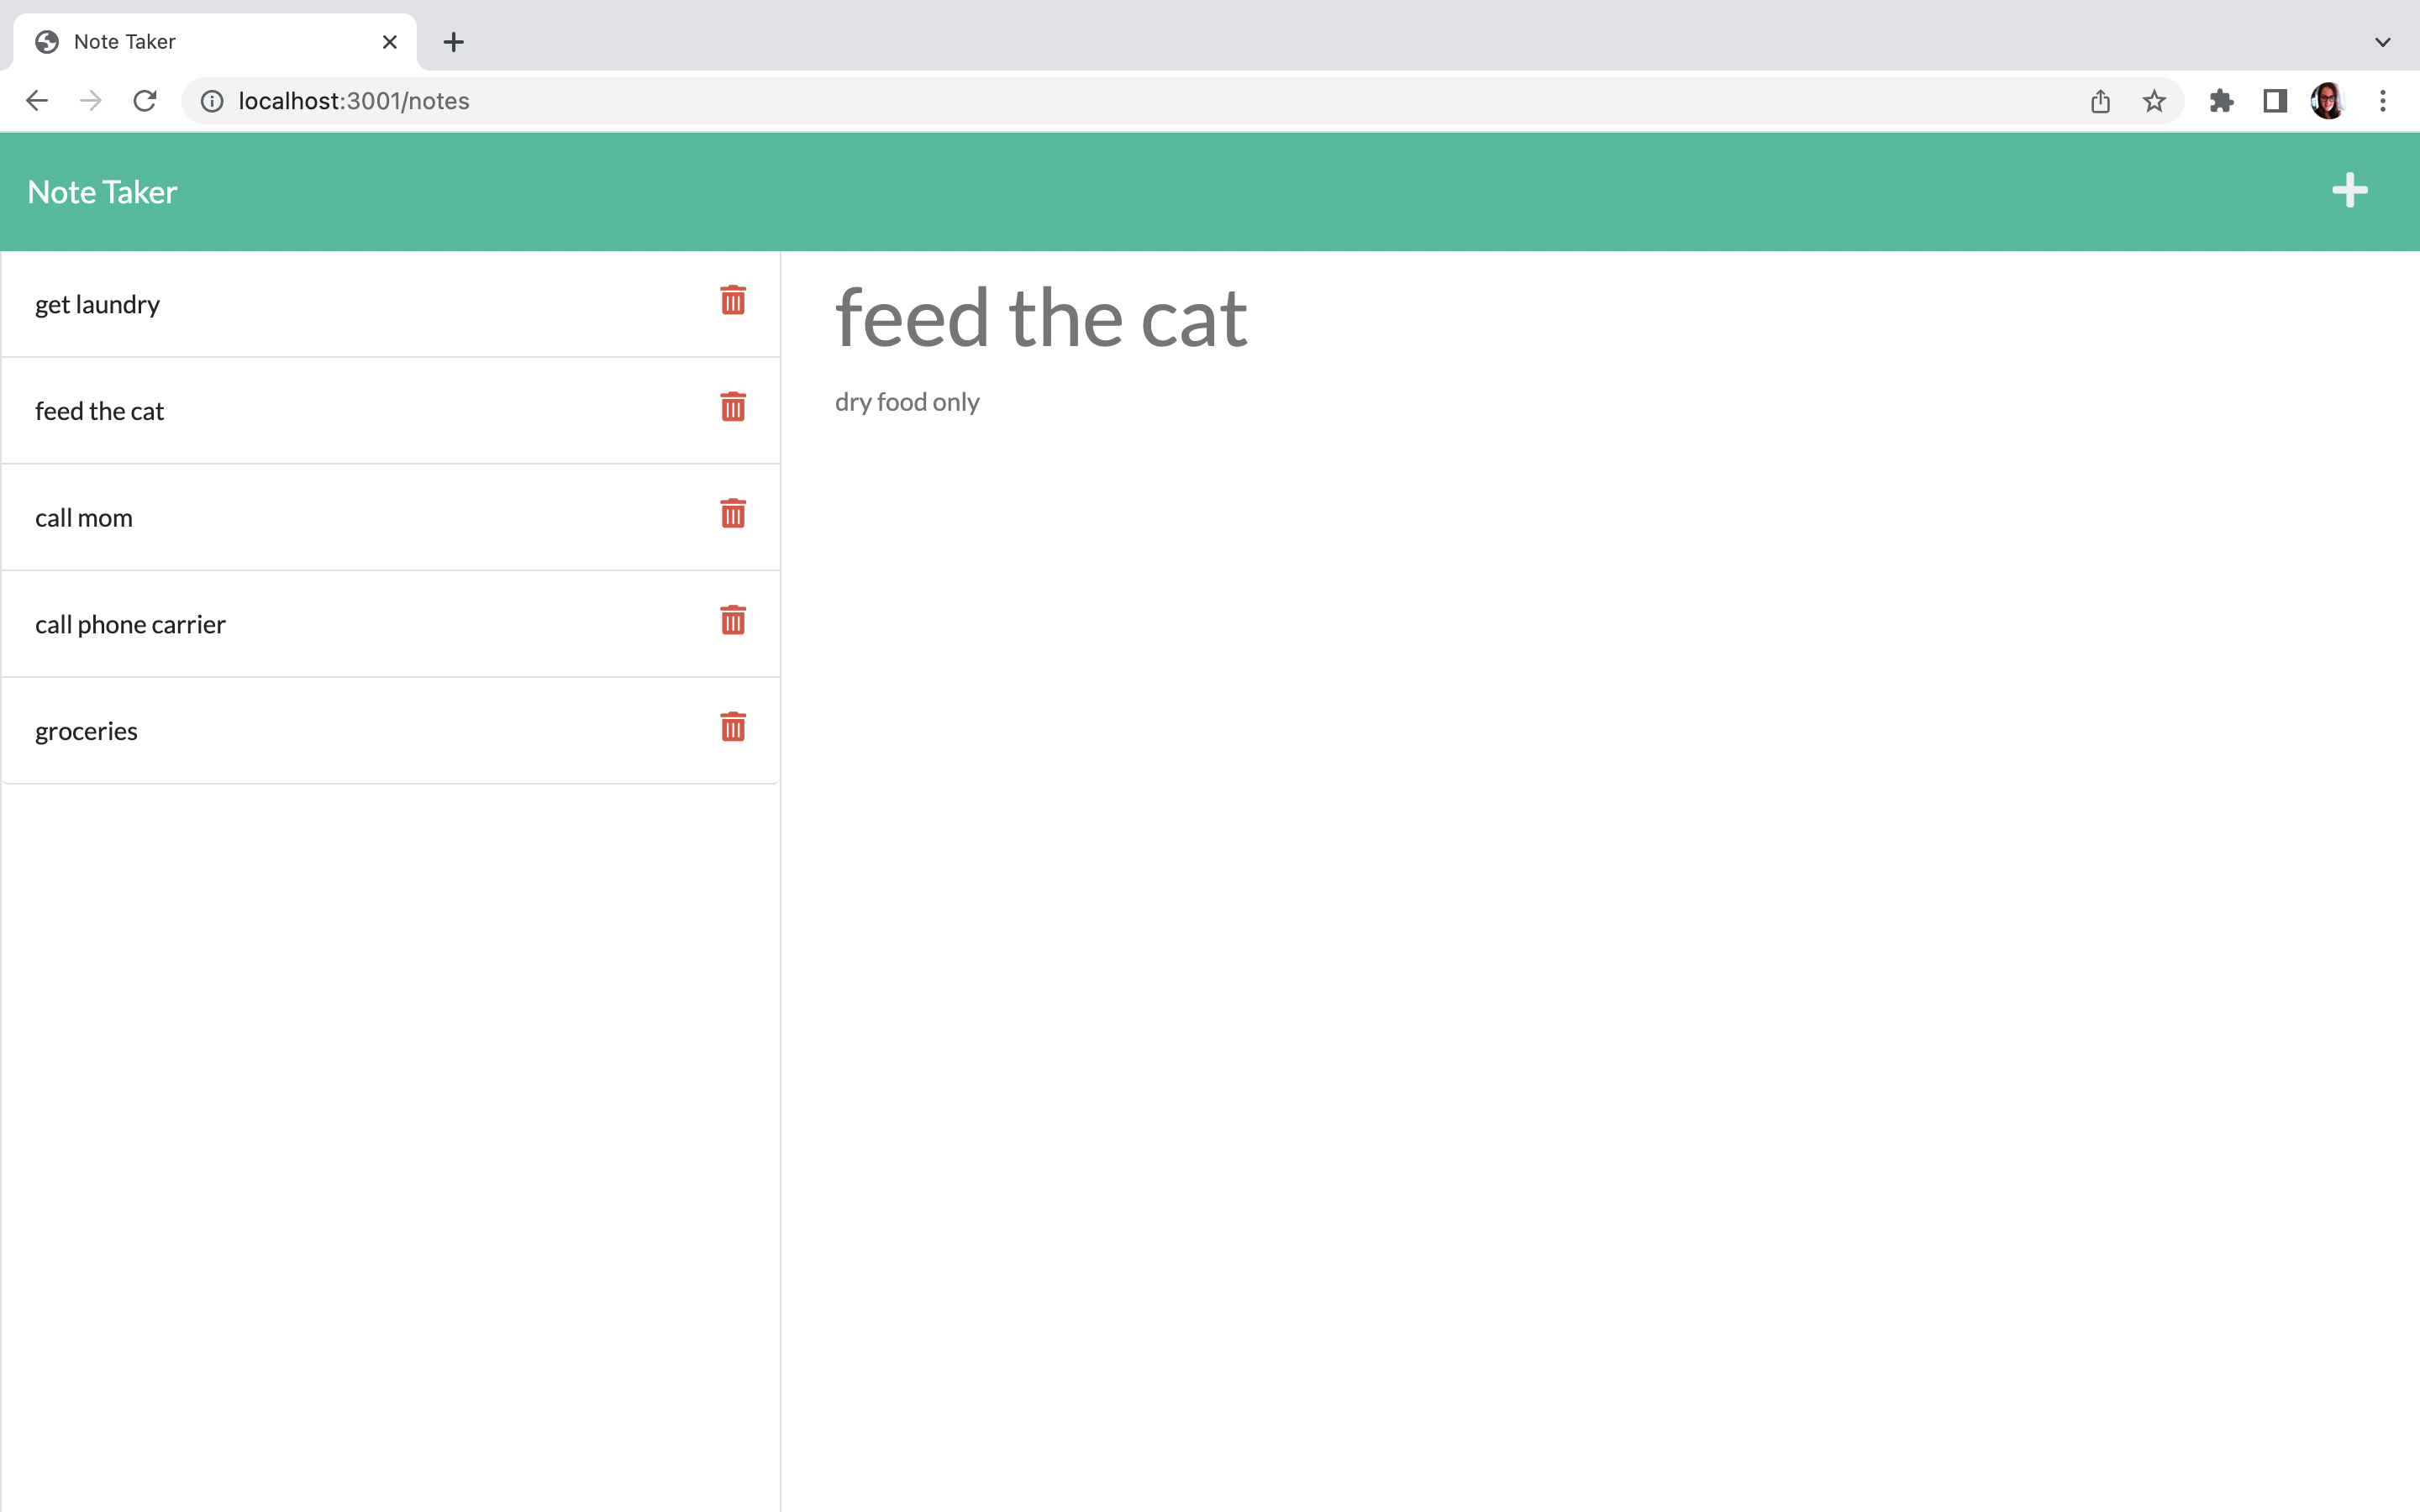 Note Taker
localhost:3001/notes
Note Taker
get laundry
feed the cat
call mom
call phone carrier
groceries
feed the cat
dry food only